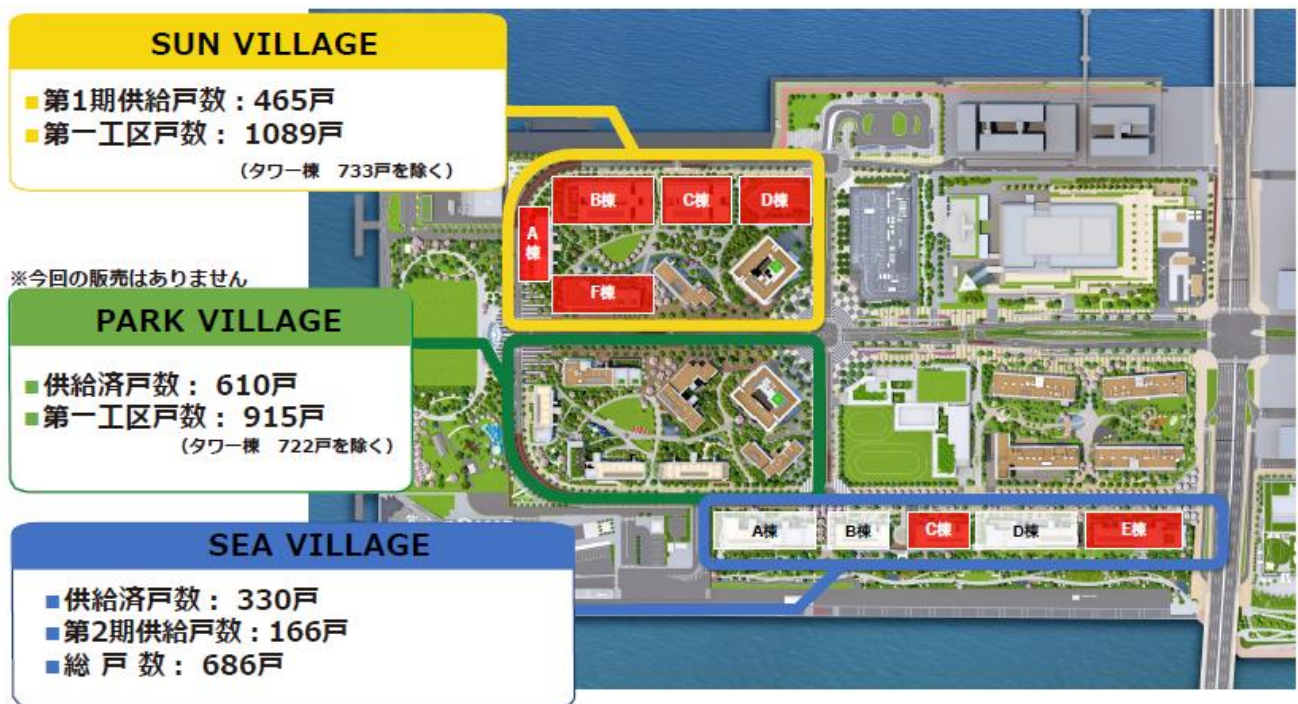 SUN VILLAGE
■第1期供給戸数：465戸
■第一工区戸数： 1089戸
（タワー棟　733戸を除く）
※今回の販売はありません
PARK VILLAGE
■供給済戸数： 610戸
■第一工区戸数： 915戸
（タワー棟　722戸を除く）
SEA VILLAGE
■供給済戸数： 330戸
■第2期供給戸数：166戸
■総 戸 数： 686戸
B棟
C棟
D棟
A棟
F棟
A棟
B棟
C棟
D棟
E棟